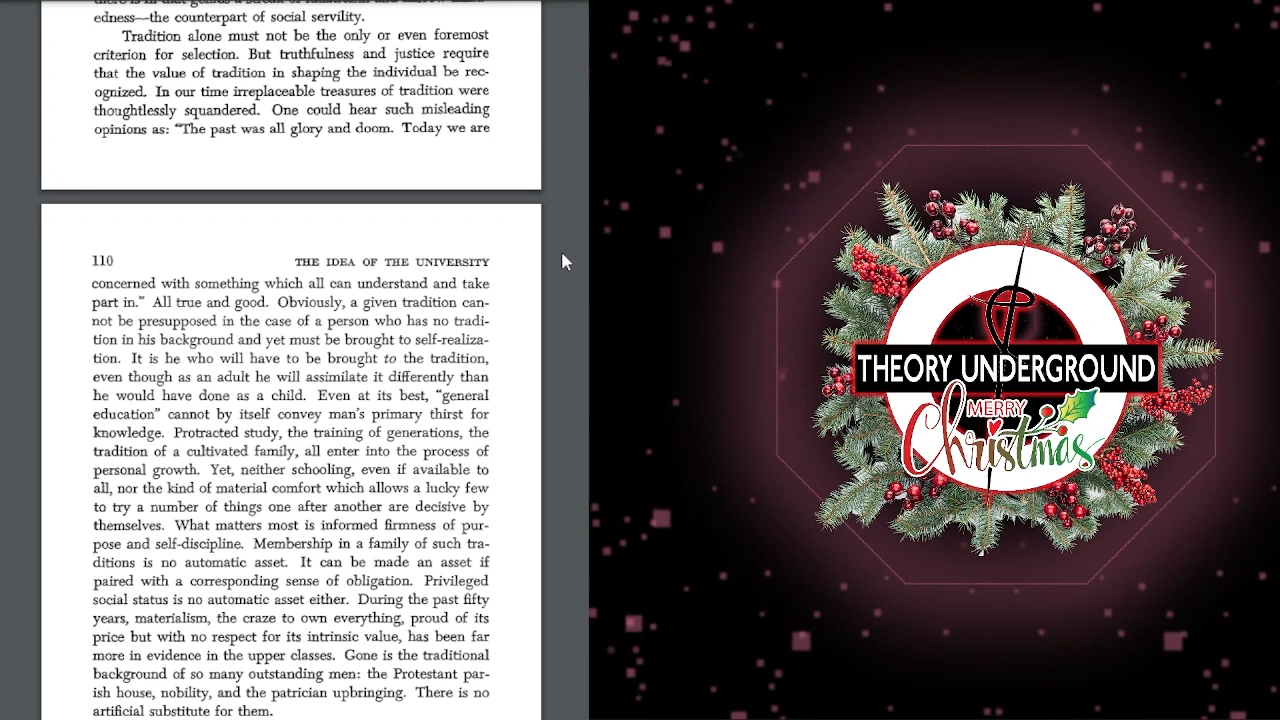 edness—the counterpart of social servility.
Tradition alone must not be the only or even foremost
criterion for selection. But truthfulness and justice require
that the value of tradition in shaping the individual be rec-
ognized. In our time irreplaceable treasures of tradition were
thoughtlessly squandered. One could hear such misleading
opinions as: “The past was all glory and doom. Today we are
110 THE IDEA OF THE UNIVERSITY
concerned with something which all can understand and take
part in.” All true and good. Obviously, a given tradition can-
not be presupposed in the case of a person who has no tradi-
tion in his background and yet must be brought to self-realiza-
tion. It is he who will have to be brought to the tradition,
even though as an adult he will assimilate it differently than
he would have done as a child. Even at its best, “general
education” cannot by itself convey man’s primary thirst for
knowledge. Protracted study, the training of generations, the
tradition of a cultivated family, all enter into the process of
personal growth. Yet, neither schooling, even if available to
all, nor the kind of material comfort which allows a lucky few
to try a number of things one after another are decisive by
themselves. What matters most is informed firmness of pur-
pose and self-discipline. Membership in a family of such tra-
ditions is no automatic asset. It can be made an asset if
paired with a corresponding sense of obligation. Privileged
social status is no automatic asset either. During the past fifty
years, materialism, the craze to own everything, proud of its
price but with no respect for its intrinsic value, has been far
more in evidence in the upper classes. Gone is the traditional
background of so many outstanding men: the Protestant par-
ish house, nobility, and the patrician upbringing. There is no
artificial substitute for them.
THEORY UNDERGROUND
MERRY
Christmas